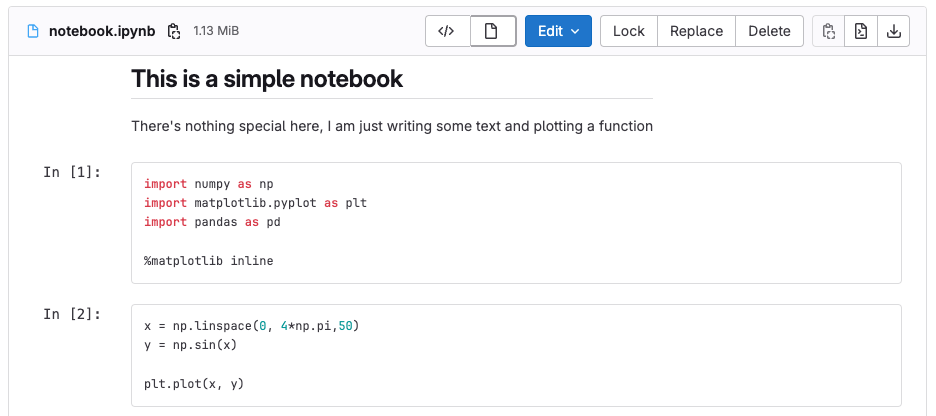 notebook.ipynb 1.13 MiB </> Edit Lock Replace Delete
This is a simple notebook
There's nothing special here, I am just writing some text and plotting a function
In [1]:
import numpy as np
import matplotlib.pyplot as plt
import pandas as pd
%matplotlib inline
In [2]:
x = np.linspace(0, 4*np.pi,50)
y = np.sin(x)
plt.plot(x, y)